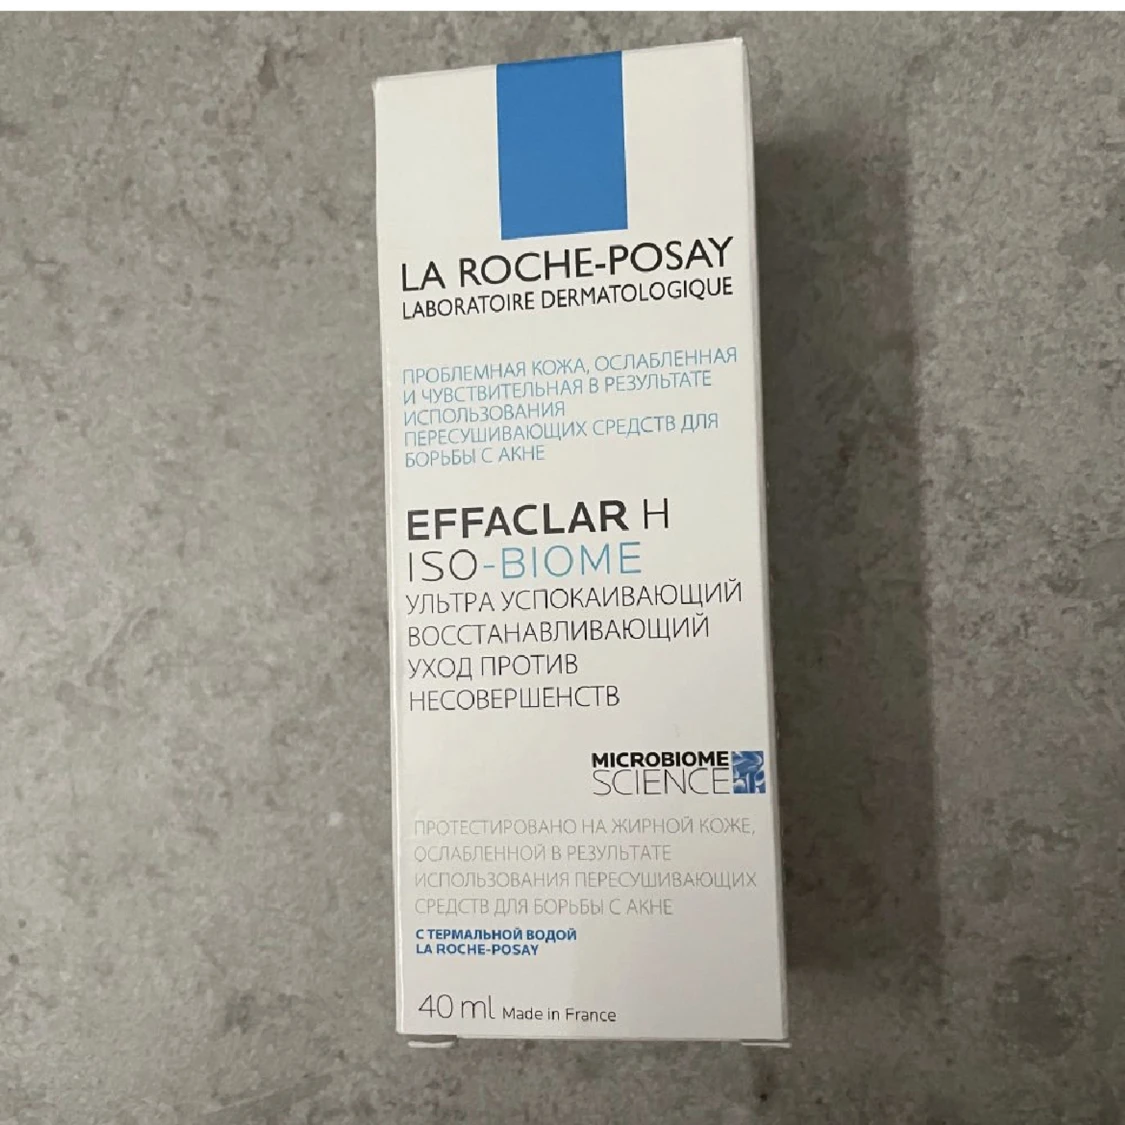 LA ROCHE-POSAY
LABORATOIRE DERMATOLOGIQUE
ПРОБЛЕМНАЯ КОЖА, ОСЛАБЛЕННАЯ
И ЧУВСТВИТЕЛЬНАЯ В РЕЗУЛЬТАТЕ
ИСПОЛЬЗОВАНИЯ
ПЕРЕСУШИВАЮЩИХ СРЕДСТВ ДЛЯ
БОРЬБЫ С АКНЕ
EFFACLAR H
ISO-BIOME
УЛЬТРА УСПОКАИВАЮЩИЙ
ВОССТАНАВЛИВАЮЩИЙ
УХОД ПРОТИВ
НЕСОВЕРШЕНСТВ
MICROBIOME
SCIENCE
ПРОТЕСТИРОВАНО НА ЖИРНОЙ КОЖЕ,
ОСЛАБЛЕННОЙ В РЕЗУЛЬТАТЕ
ИСПОЛЬЗОВАНИЯ ПЕРЕСУШИВАЮЩИХ
СРЕДСТВ ДЛЯ БОРЬБЫ С АКНЕ
С ТЕРМАЛЬНОЙ ВОДОЙ
LA ROCHE-POSAY
40 ml Made in France